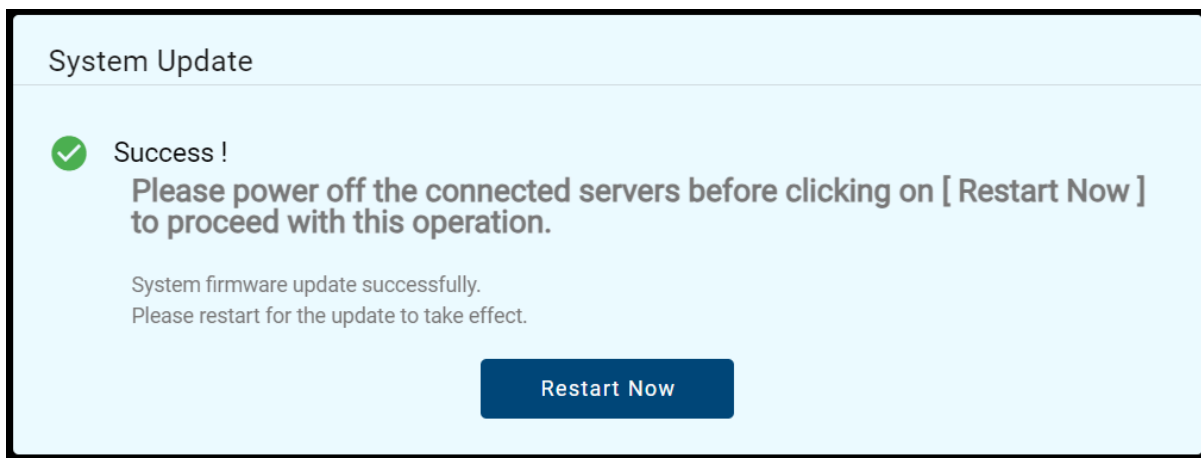 System Update
Success !
Please power off the connected servers before clicking on [ Restart Now ]
to proceed with this operation.
System firmware update successfully.
Please restart for the update to take effect.
Restart Now